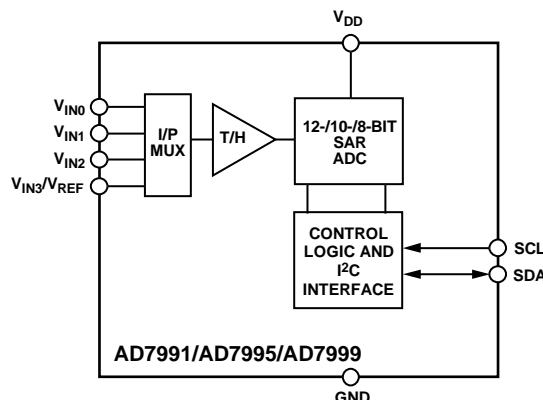 VDD
VIN0
VIN1
VIN2
VIN3/VREF
I/P
MUX
T/H
12-/10-/8-BIT
SAR
ADC
CONTROL
LOGIC AND
I2C
INTERFACE
SCL
SDA
AD7991/AD7995/AD7999
GND